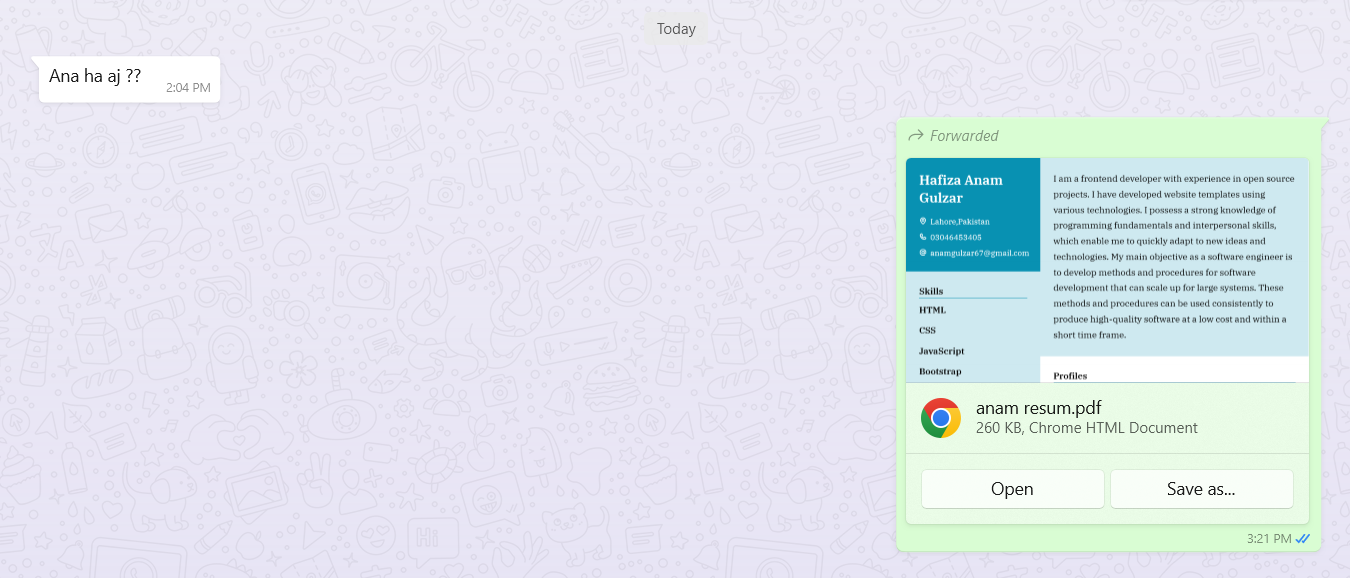 Today
Ana ha aj ??
2:04 PM
Forwarded
Hafiza Anam
Gulzar
Lahore,Pakistan
03046453405
anamgulzar67@gmail.com
Skills
HTML
CSS
JavaScript
Bootstrap
I am a frontend developer with experience in open source
projects. I have developed website templates using
various technologies. I possess a strong knowledge of
programming fundamentals and interpersonal skills,
which enable me to quickly adapt to new ideas and
technologies. My main objective as a software engineer is
to develop methods and procedures for software
development that can scale up for large systems. These
methods and procedures can be used consistently to
produce high-quality software at a low cost and within a
short time frame.
Profiles
anam resum.pdf
260 KB, Chrome HTML Document
Open
Save as...
3:21 PM
Hi